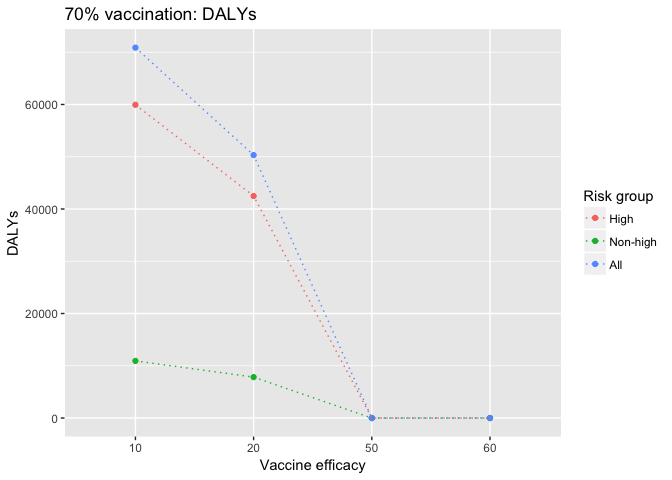 70% vaccination: DALYs
DALYs
60000
40000
20000
0
10 20 50 60
Vaccine efficacy
Risk group
High
Non-high
All